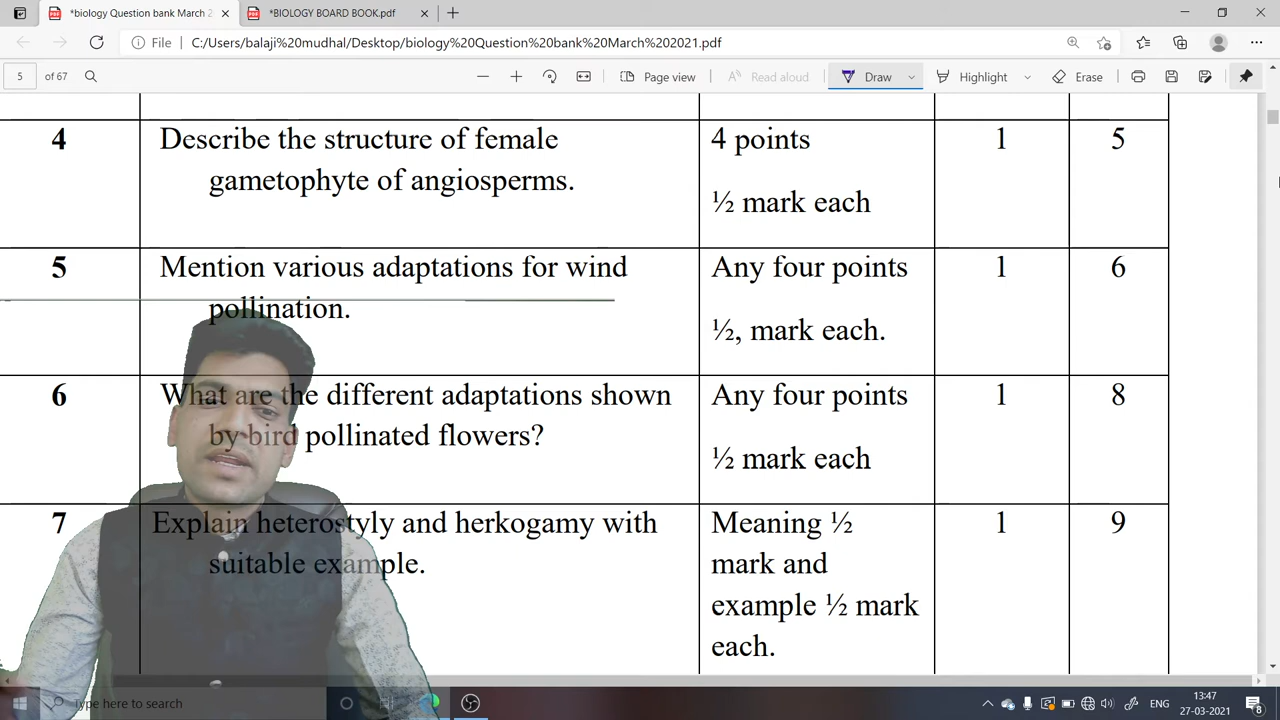 *biology Question bank March 2
*BIOLOGY BOARD BOOK.pdf
File C:/Users/balaji%20mudhal/Desktop/biology%20Question%20bank%20March%202021.pdf
5 of 67 Page view Read aloud Draw Highlight Erase
4 Describe the structure of female 4 points 1 5
gametophyte of angiosperms.
½ mark each
5 Mention various adaptations for wind Any four points 1 6
pollination.
½, mark each.
6 What are the different adaptations shown Any four points 1 8
by bird pollinated flowers?
½ mark each
7 Explain heterostyly and herkogamy with Meaning ½ 1 9
suitable example. mark and
example ½ mark
each.
Type here to search ENG 13:47
27-03-2021 8